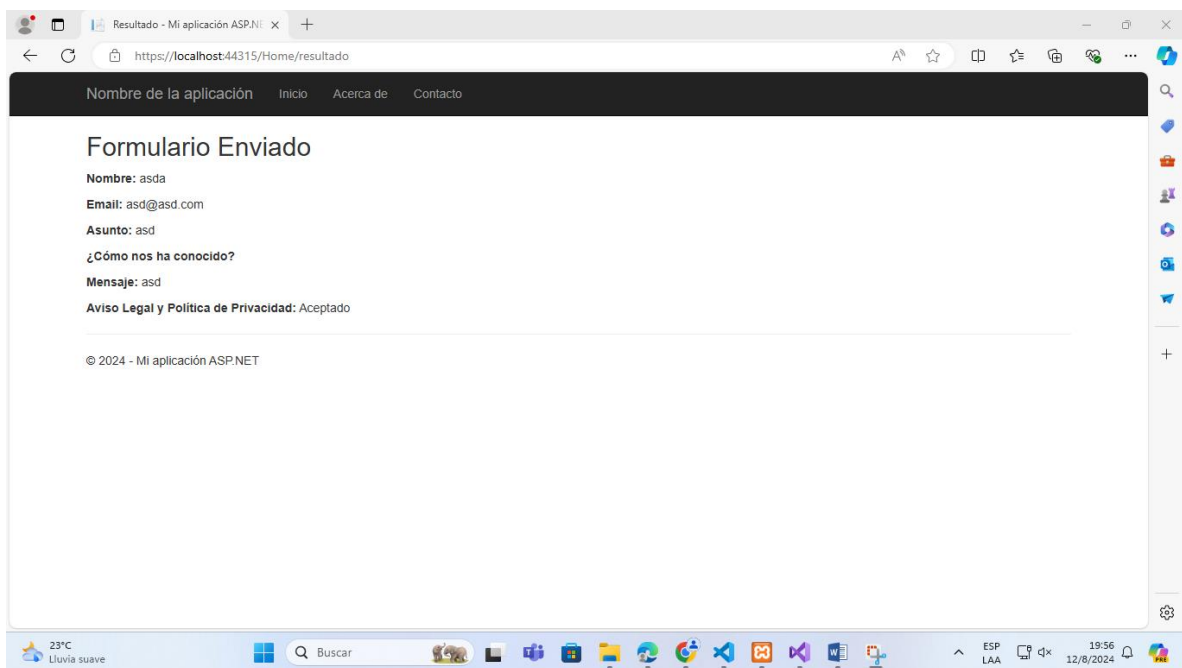 Resultado - Mi aplicación ASP.NE
https://localhost:44315/Home/resultado
Nombre de la aplicación Inicio Acerca de Contacto
Formulario Enviado
Nombre: asda
Email: asd@asd.com
Asunto: asd
¿Cómo nos ha conocido?
Mensaje: asd
Aviso Legal y Política de Privacidad: Aceptado
© 2024 - Mi aplicación ASP.NET
23°C
Lluvia suave
Buscar
ESP
LAA
19:56
12/8/2024
PRE